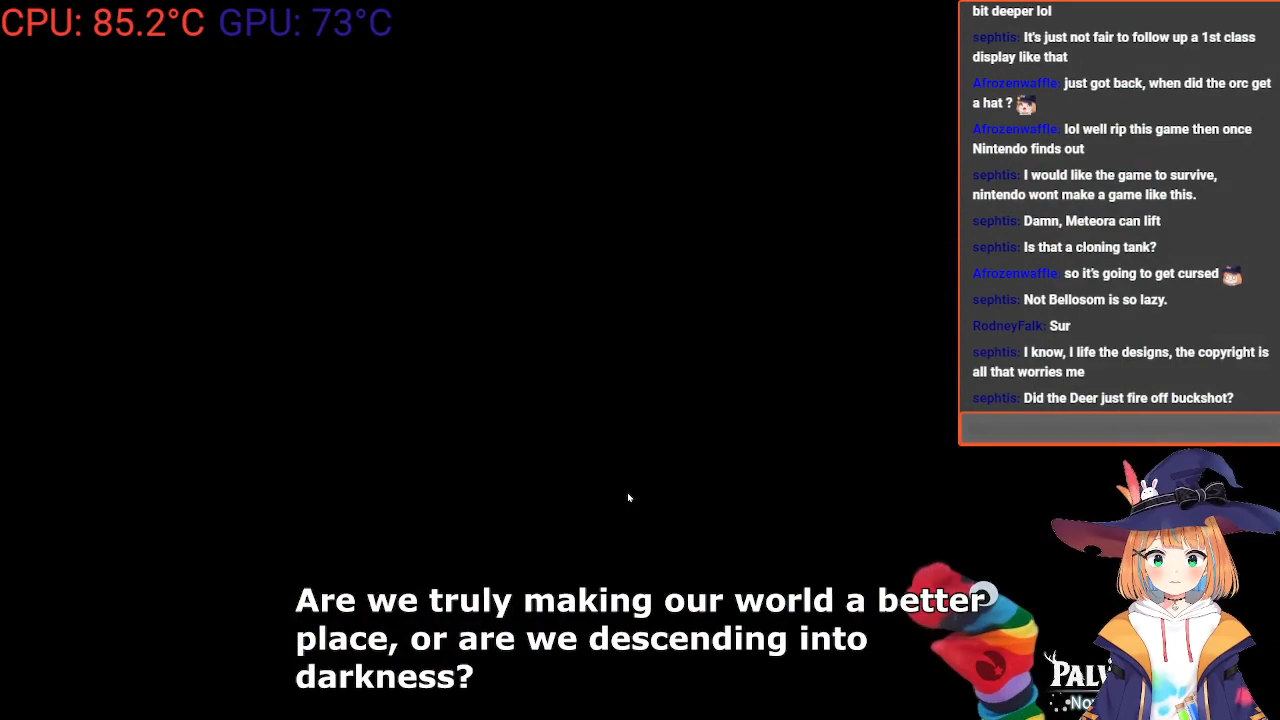 CPU: 85.2°C GPU: 73°C
bit deeper lol
sephtis: It's just not fair to follow up a 1st class
display like that
Afrozenwaffle: just got back, when did the orc get
a hat ?
Afrozenwaffle: lol well rip this game then once
Nintendo finds out
sephtis: I would like the game to survive,
nintendo wont make a game like this.
sephtis: Damn, Meteora can lift
sephtis: Is that a cloning tank?
Afrozenwaffle: so it's going to get cursed
sephtis: Not Bellosom is so lazy.
RodneyFalk: Sur
sephtis: I know, I life the designs, the copyright is
all that worries me
sephtis: Did the Deer just fire off buckshot?
Are we truly making our world a better
place, or are we descending into
darkness?